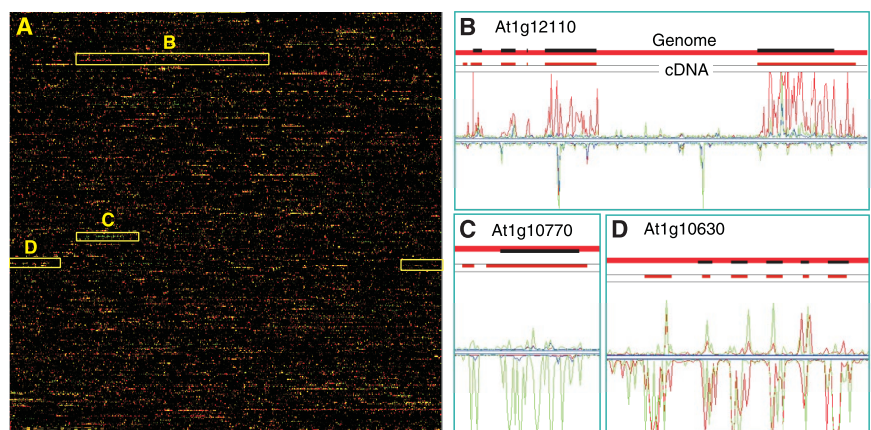 A
B
C
D
B At1g12110
Genome
cDNA
C At1g10770
D At1g10630